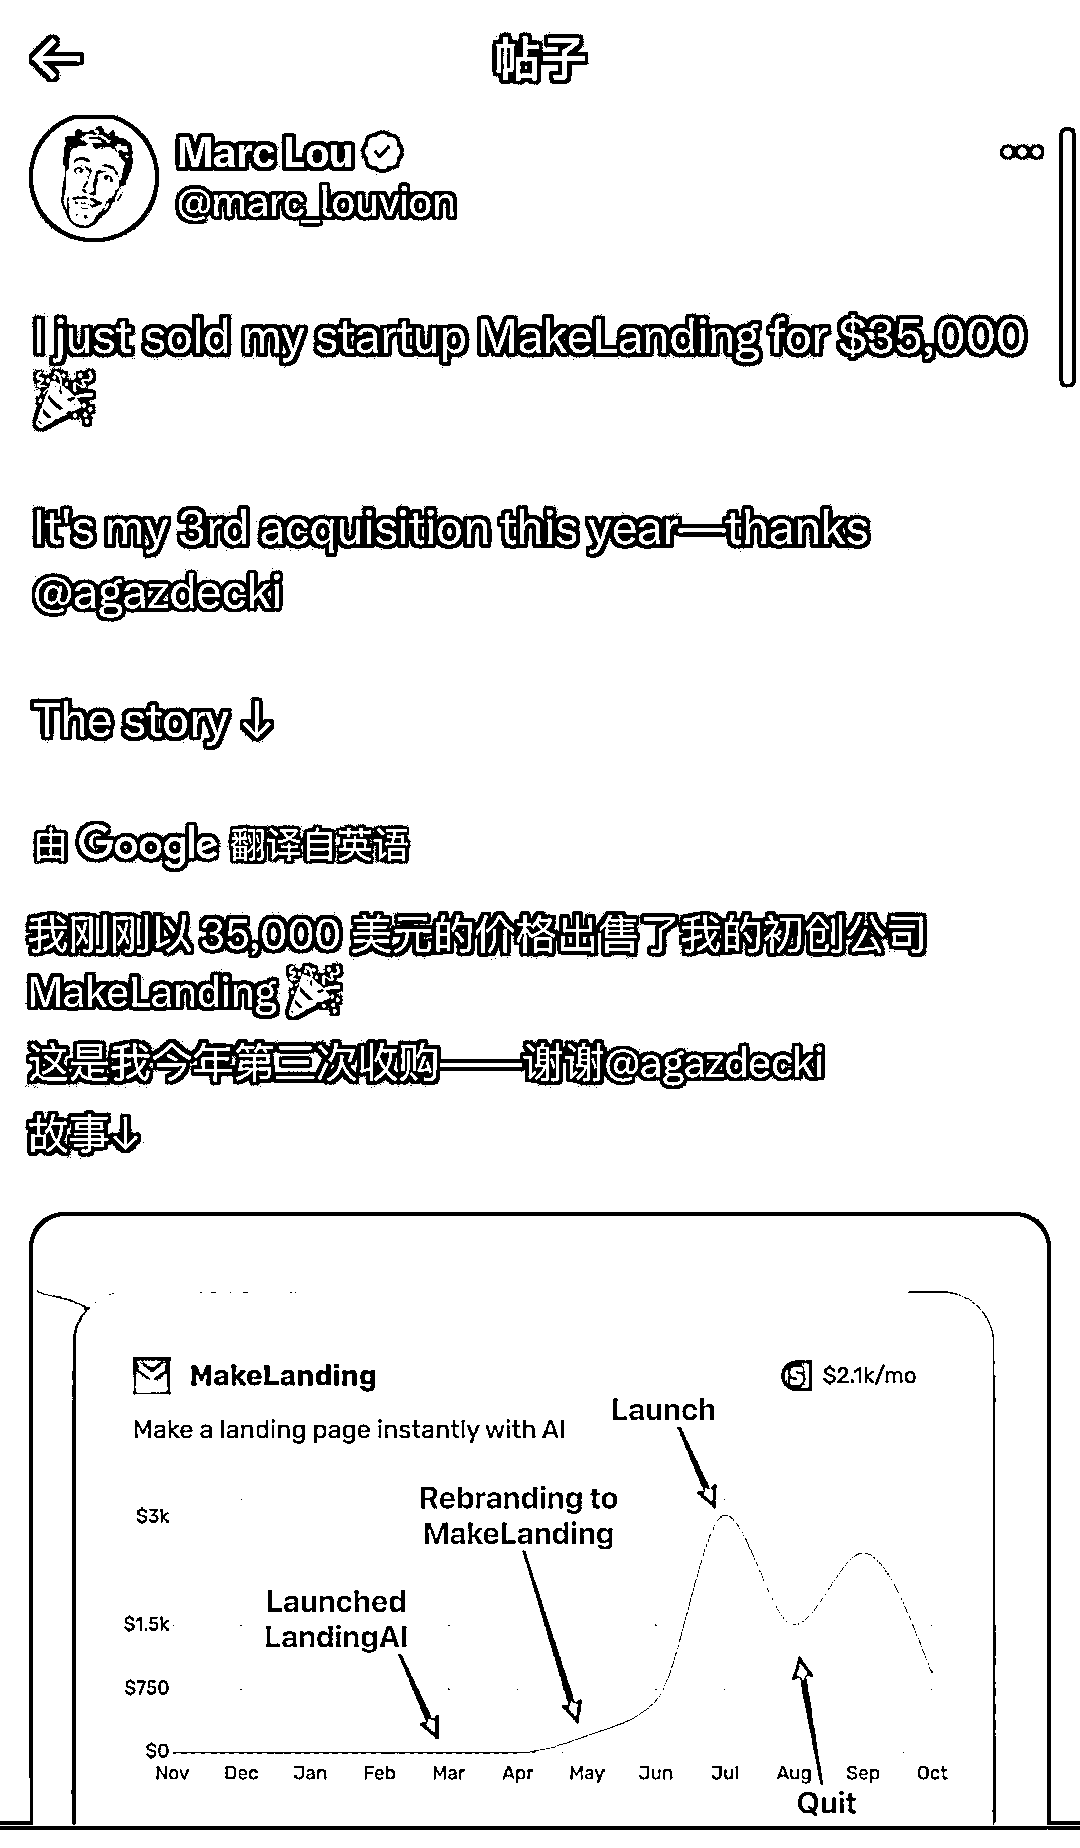 帖子
Marc Lou
@marc_louvion
I just sold my startup MakeLanding for $35,000
🎉
It's my 3rd acquisition this year—thanks
@agazdecki
The story ↓
由 Google 翻译自英语
我刚刚以 35,000 美元的价格出售了我的初创公司
MakeLanding 🎉
这是我今年第三次收购——谢谢@agazdecki
故事↓
MakeLanding
$2.1k/mo
Make a landing page instantly with AI
Launch
Rebranding to
MakeLanding
Launched
LandingAI
$3k
$1.5k
$750
$0
Nov Dec Jan Feb Mar Apr May Jun Jul Aug Sep Oct
Quit